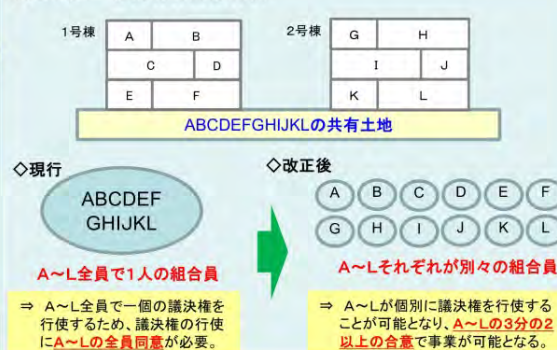 1号棟
A B
C D
E F
2号棟
G H
I J
K L
ABCDEFGHIJKLの共有土地
◇現行
ABCDEF
GHIJKL
A～L全員で1人の組合員
⇒ A～L全員で一個の議決権を
行使するため、議決権の行使
にA～Lの全員同意が必要。
◇改正後
A B C D E F
G H I J K L
A～Lそれぞれが別々の組合員
⇒ A～Lが個別に議決権を行使する
ことが可能となり、A～Lの3分の2
以上の合意で事業が可能となる。